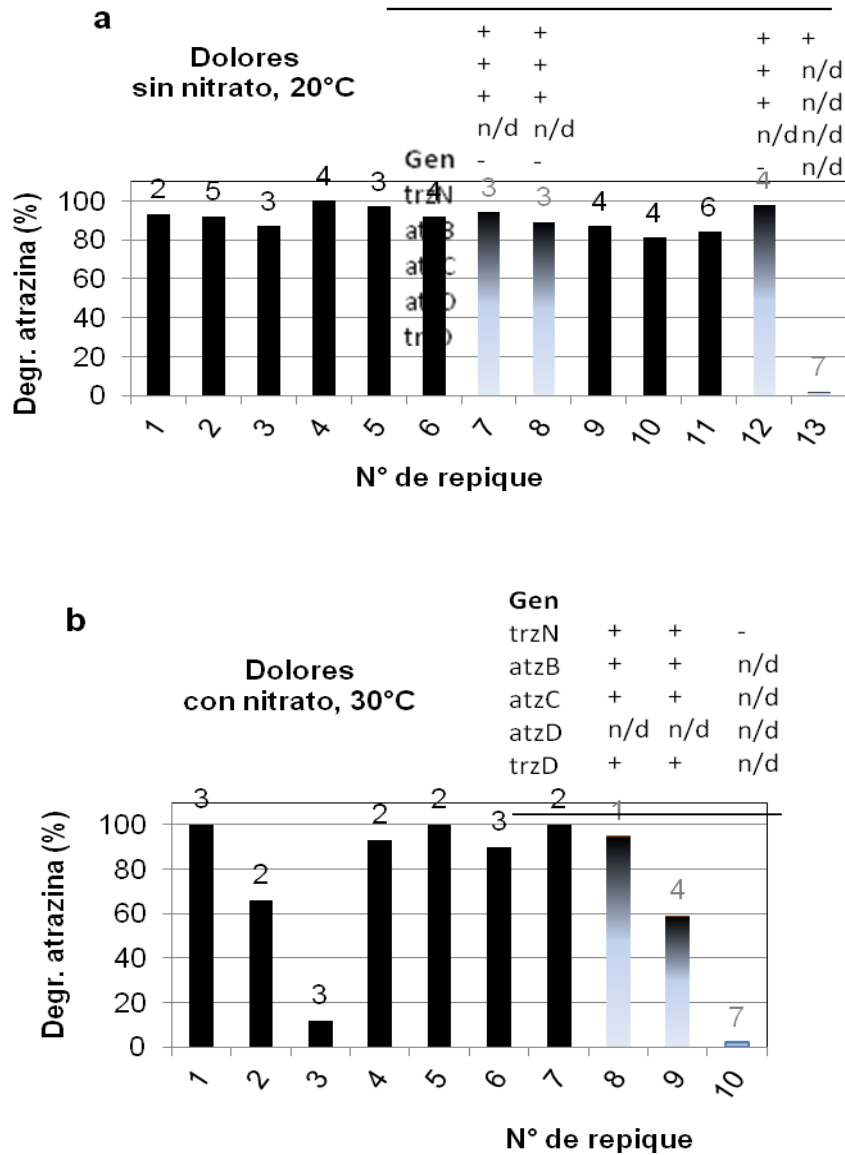 a
Dolores
sin nitrato, 20°C
+ + + +
+ + + n/d
+ + + n/d
n/d n/d n/d n/d
Gen - - - n/d
trzN
trD
2 5 3 4 3 4 3 3 4 4 6 4 7
Degr. atrazina (%)
100
80
60
40
20
0
1 2 3 4 5 6 7 8 9 10 11 12 13
N° de repique
b
Dolores
con nitrato, 30°C
Gen
trzN + + -
atzB + + n/d
atzC + + n/d
atzD n/d n/d n/d
trzD + + n/d
3 2 3 2 2 3 2 1 4 7
Degr. atrazina (%)
100
80
60
40
20
0
1 2 3 4 5 6 7 8 9 10
N° de repique